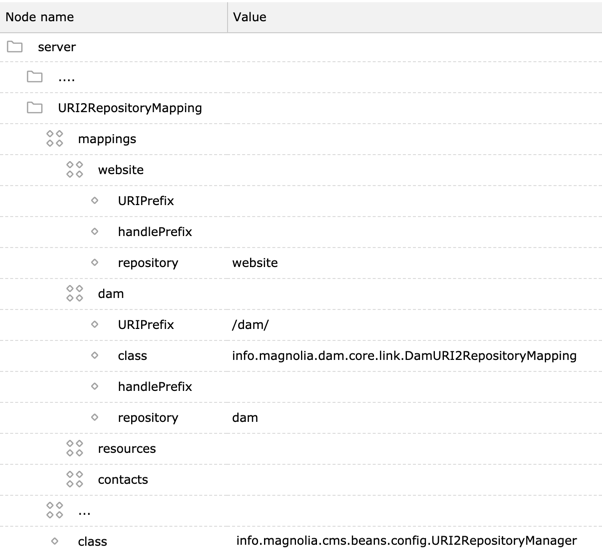 Node name Value
server
....
URI2RepositoryMapping
mappings
website
URIPrefix
handlePrefix
repository website
dam
URIPrefix /dam/
class info.magnolia.dam.core.link.DamURI2RepositoryMapping
handlePrefix
repository dam
resources
contacts
...
class info.magnolia.cms.beans.config.URI2RepositoryManager